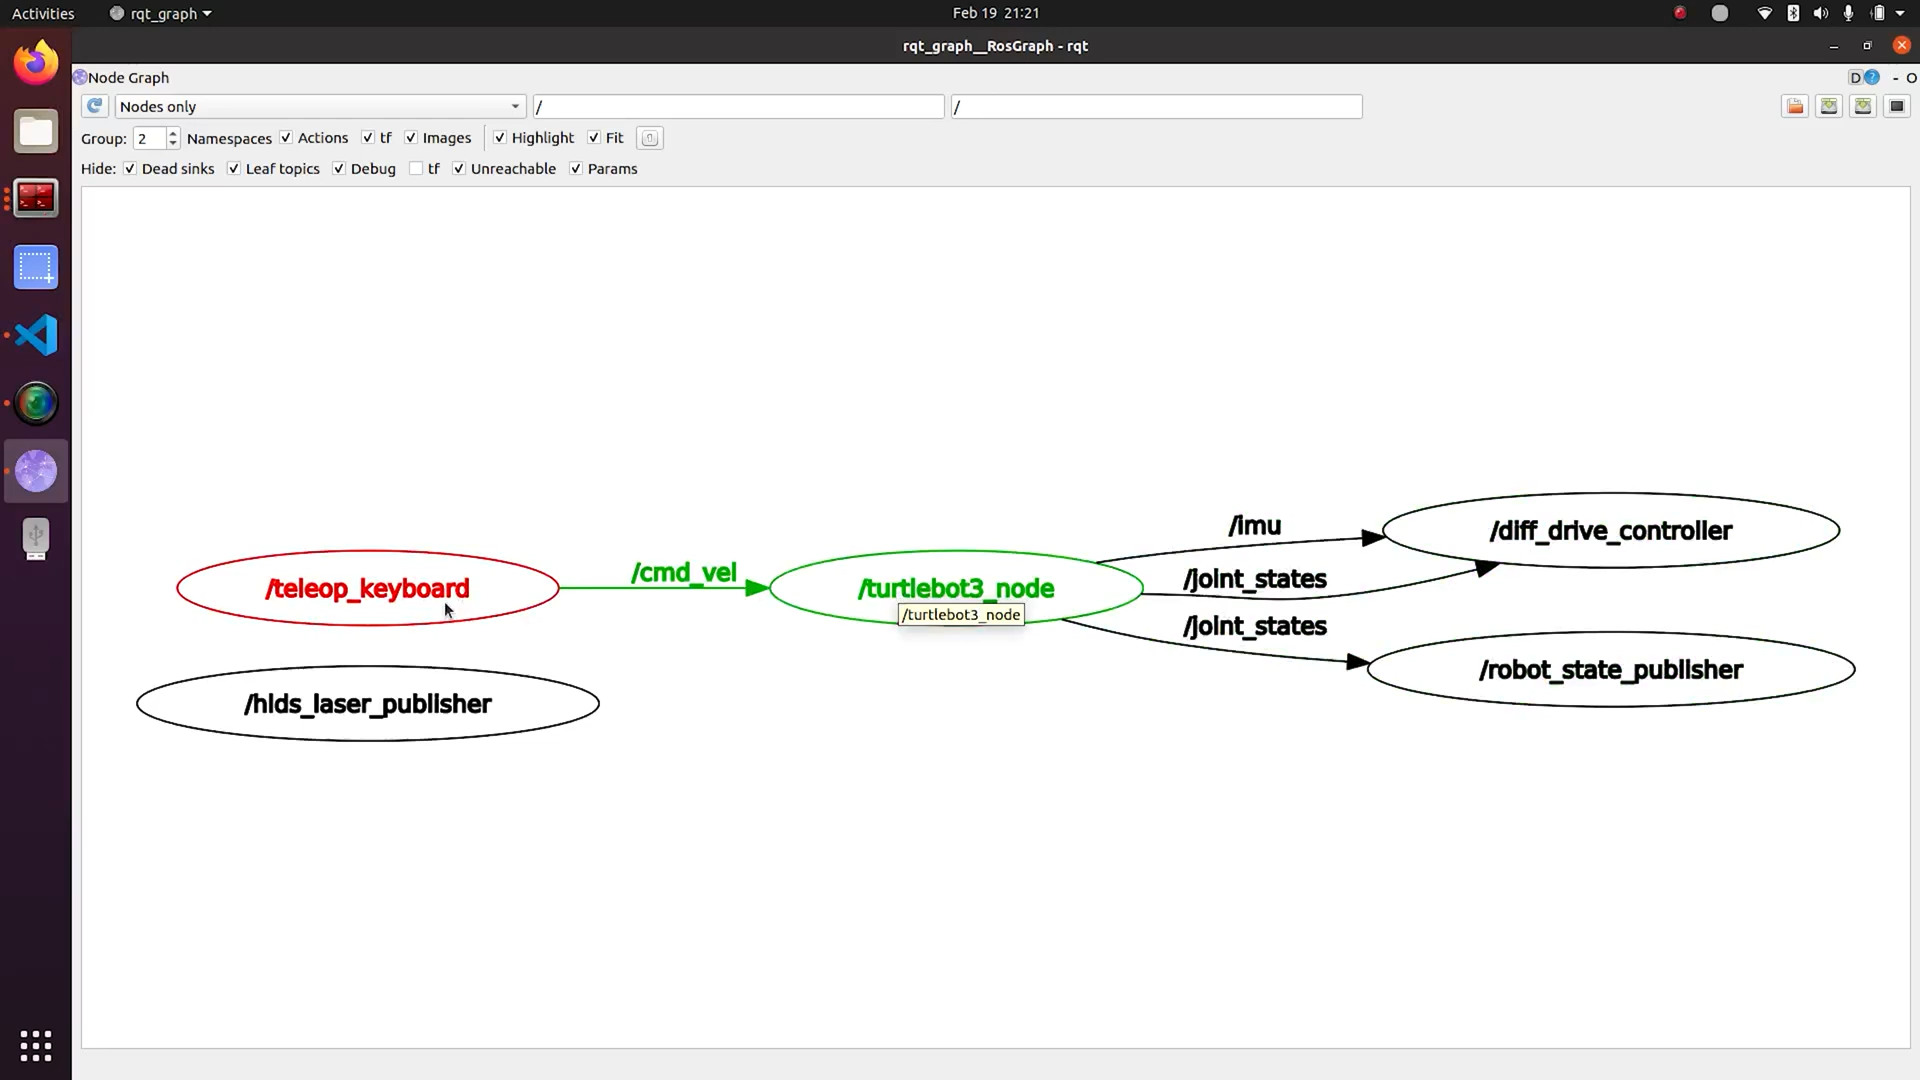 Activities rqt_graph Feb 19 21:21
rqt_graph__RosGraph - rqt
Node Graph D ? - O
Nodes only / /
Group: 2 Namespaces Actions tf Images Highlight Fit
Hide: Dead sinks Leaf topics Debug tf Unreachable Params
/imu
/diff_drive_controller
/teleop_keyboard
/cmd_vel
/turtlebot3_node
/turtlebot3_node
/joint_states
/joint_states
/robot_state_publisher
/hlds_laser_publisher